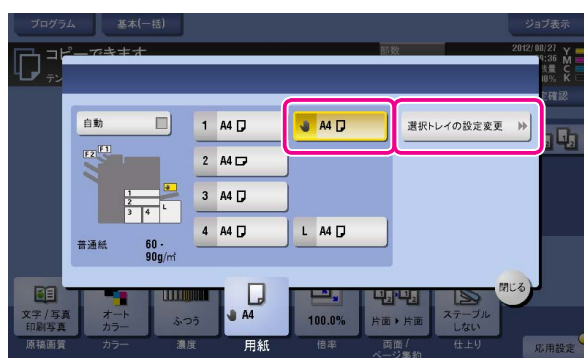 プログラム
基本(一括)
ジョブ表示
コピーできます
部数
2012/08/27
Y
M
C
K
自動
1 A4
A4
選択トレイの設定変更
F2 F1
2 A4
1
2
3 4
L
3 A4
普通紙 60 -
90g/㎡
4 A4
L A4
閉じる
文字/写真
印刷写真
オート
カラー
ふつう
A4
100.0%
片面 ▸ 片面
ステープル
しない
原稿画質
カラー
濃度
用紙
倍率
両面/
ページ集約
仕上り
応用設定